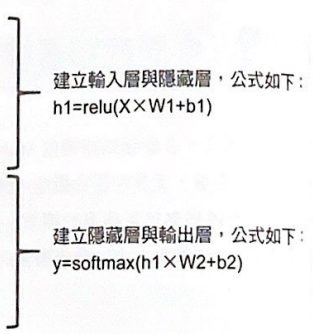 建立輸入層與隱藏層，公式如下：
h1=relu(X×W1+b1)
建立隱藏層與輸出層，公式如下：
y=softmax(h1×W2+b2)